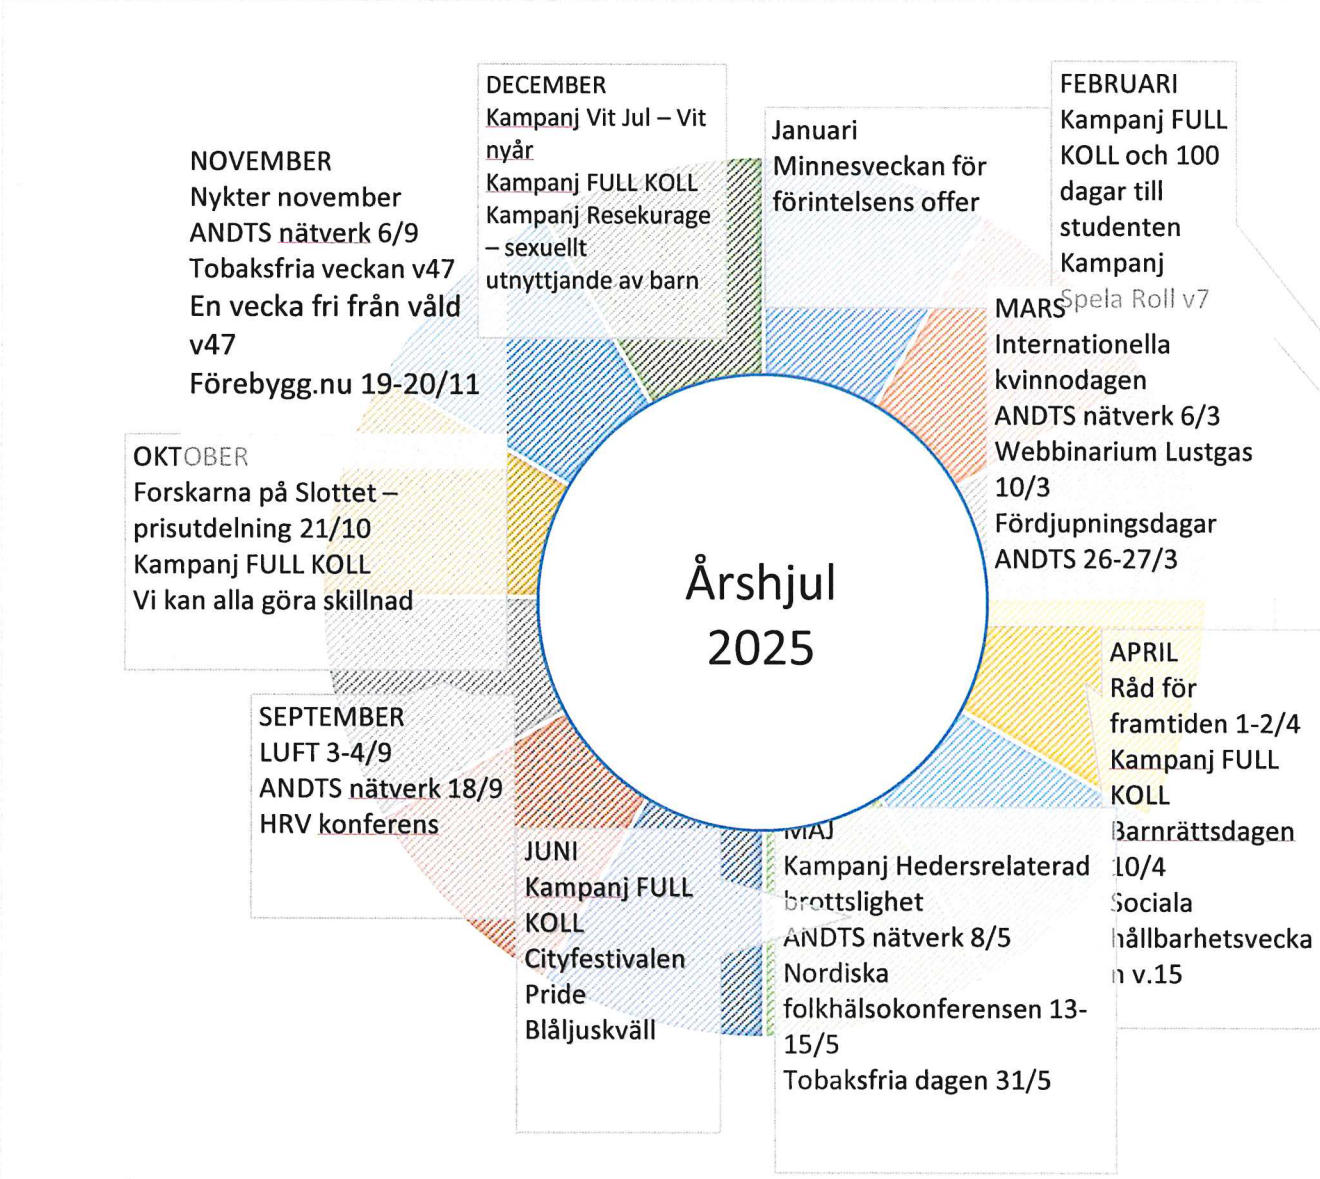 DECEMBER
Kampanj Vit Jul – Vit
nyår
Kampanj FULL KOLL
Kampanj Resekurage
– sexuellt
utnyttjande av barn
Januari
Minnesveckan för
förintelsens offer
FEBRUARI
Kampanj FULL
KOLL och 100
dagar till
studenten
Kampanj
Spela Roll v7
NOVEMBER
Nykter november
ANDTS nätverk 6/9
Tobaksfria veckan v47
En vecka fri från våld
v47
Förebygg.nu 19-20/11
MARS
Internationella
kvinnodagen
ANDTS nätverk 6/3
Webbinarium Lustgas
10/3
Fördjupningsdagar
ANDTS 26-27/3
OKTOBER
Forskarna på Slottet –
prisutdelning 21/10
Kampanj FULL KOLL
Vi kan alla göra skillnad
Årshjul
2025
APRIL
Råd för
framtiden 1-2/4
Kampanj FULL
KOLL
Barnrättsdagen
10/4
Sociala
hållbarhetsvecka
n v.15
SEPTEMBER
LUFT 3-4/9
ANDTS nätverk 18/9
HRV konferens
JUNI
Kampanj FULL
KOLL
Cityfestivalen
Pride
Blåljuskväll
MAJ
Kampanj Hedersrelaterad
brottslighet
ANDTS nätverk 8/5
Nordiska
folkhälsokonferensen 13-
15/5
Tobaksfria dagen 31/5